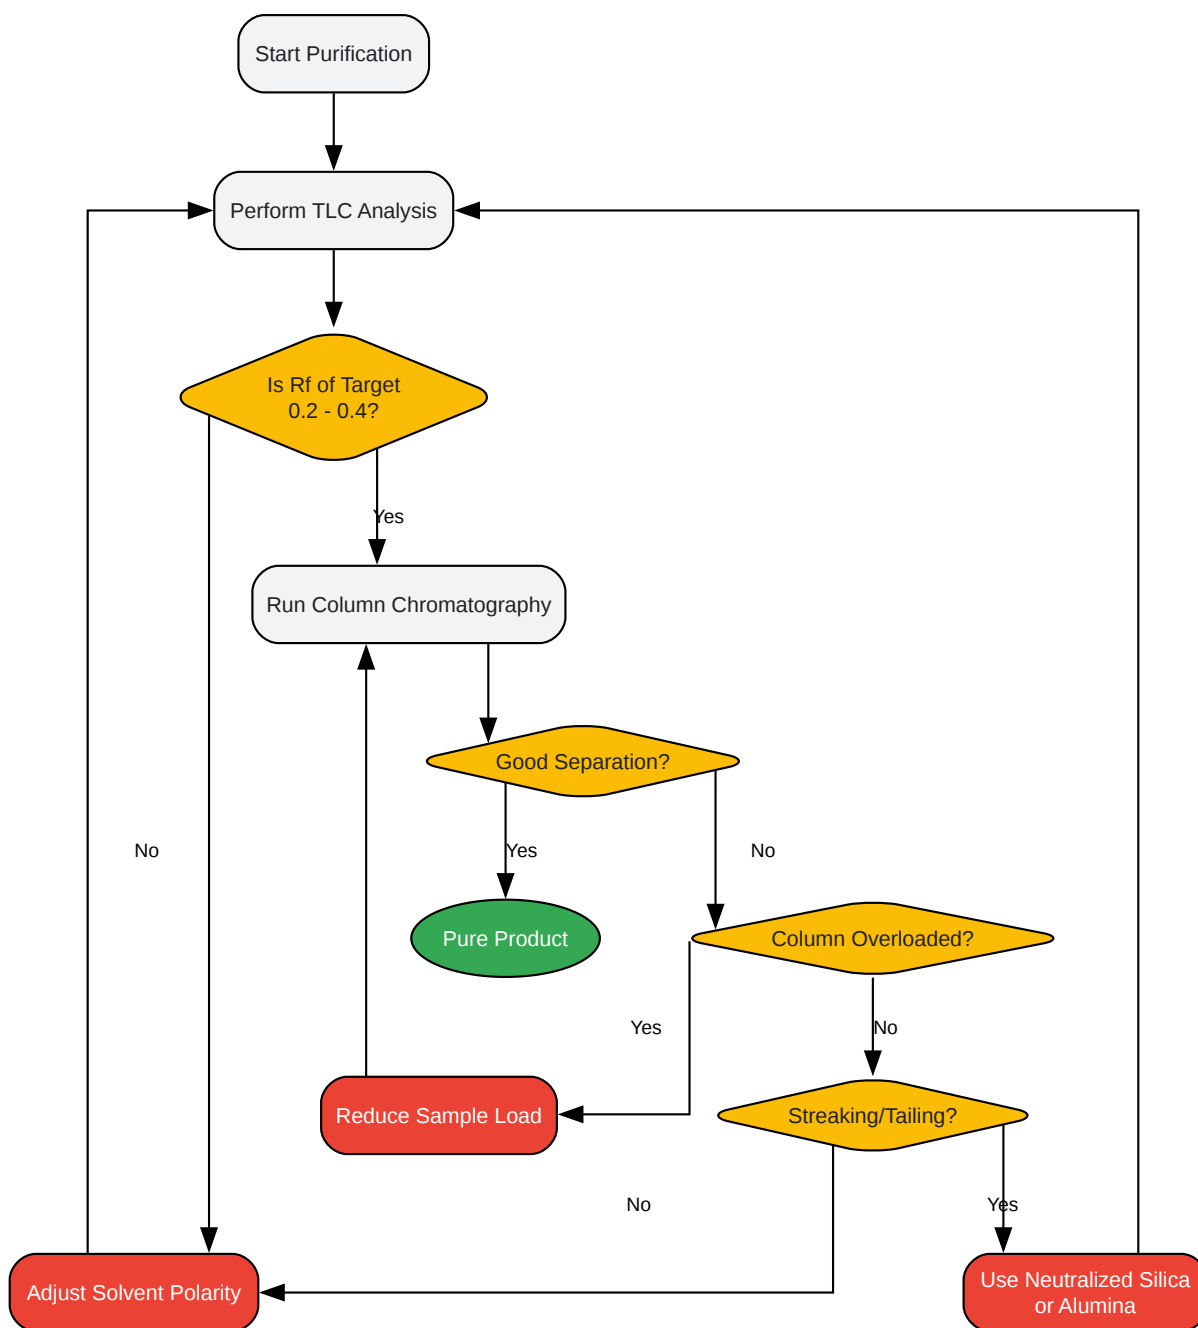 Start Purification
Perform TLC Analysis
Is Rf of Target
0.2 - 0.4?
Yes
Run Column Chromatography
Good Separation?
No
Yes
No
Pure Product
Column Overloaded?
Yes
No
Reduce Sample Load
Streaking/Tailing?
No
Yes
Adjust Solvent Polarity
Use Neutralized Silica
or Alumina